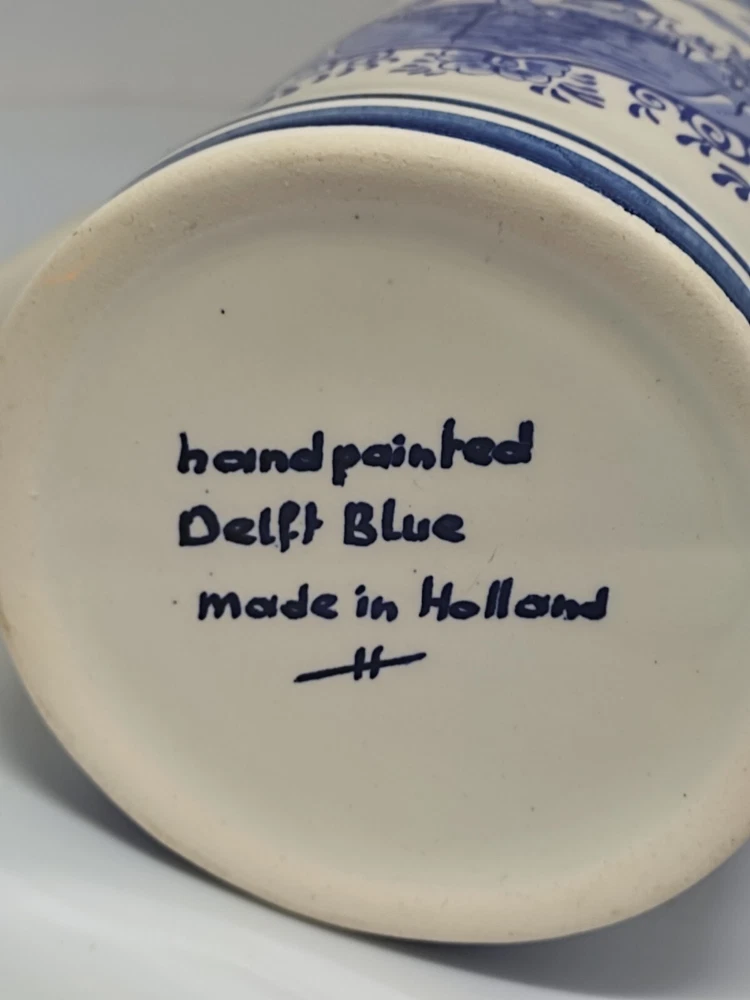 handpainted
Delft Blue
made in Holland
H